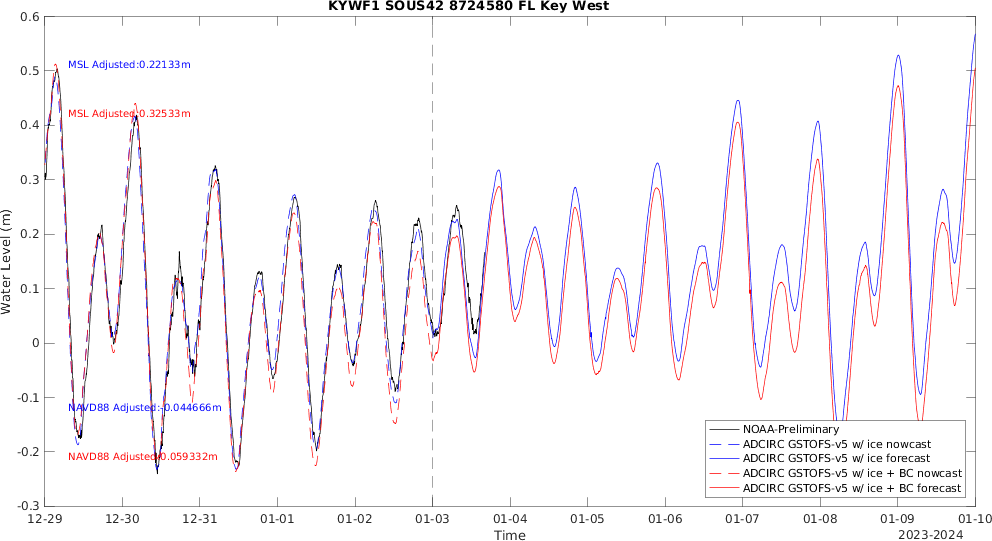 KYWF1 SOUS42 8724580 FL Key West
0.6
0.5
0.4
0.3
0.2
0.1
0
-0.1
-0.2
-0.3
Water Level (m)
MSL Adjusted:0.22133m
MSL Adjusted:0.32533m
NAVD88 Adjusted:-0.044666m
NAVD88 Adjusted:0.059332m
NOAA-Preliminary
ADCIRC GSTOFS-v5 w/ ice nowcast
ADCIRC GSTOFS-v5 w/ ice forecast
ADCIRC GSTOFS-v5 w/ ice + BC nowcast
ADCIRC GSTOFS-v5 w/ ice + BC forecast
12-29 12-30 12-31 01-01 01-02 01-03 01-04 01-05 01-06 01-07 01-08 01-09 01-10
Time
2023-2024